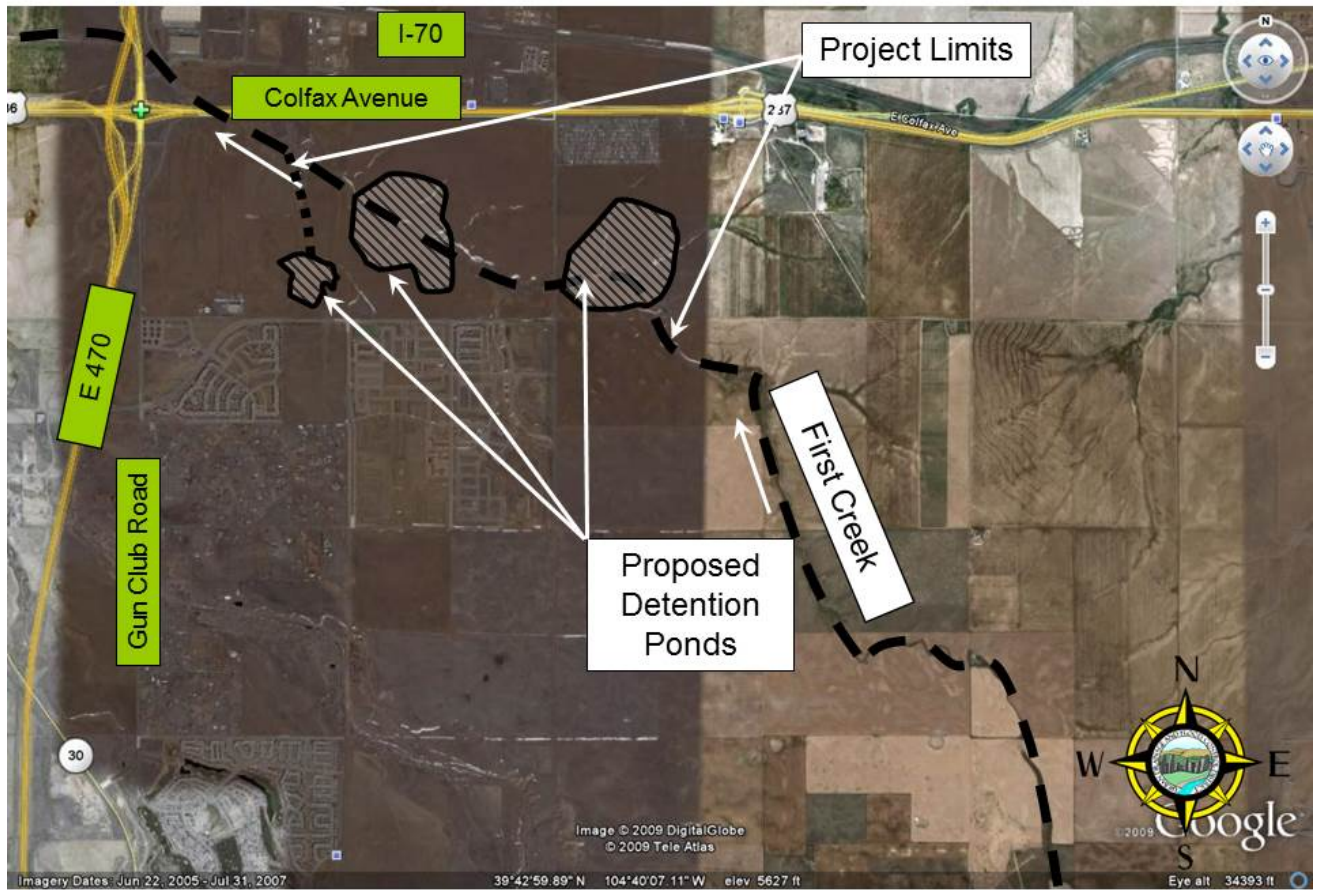 N
I-70
Project Limits
Colfax Avenue
E Colfax Ave
E 470
Gun Club Road
First Creek
Proposed
Detention
Ponds
30
N
W
E
S
Image © 2009 DigitalGlobe
© 2009 Tele Atlas
©2009 Google
Imagery Dates: Jun 22, 2005 - Jul 31, 2007
39°42'59.89" N 104°40'07.11" W elev 5627 ft
Eye alt 34393 ft